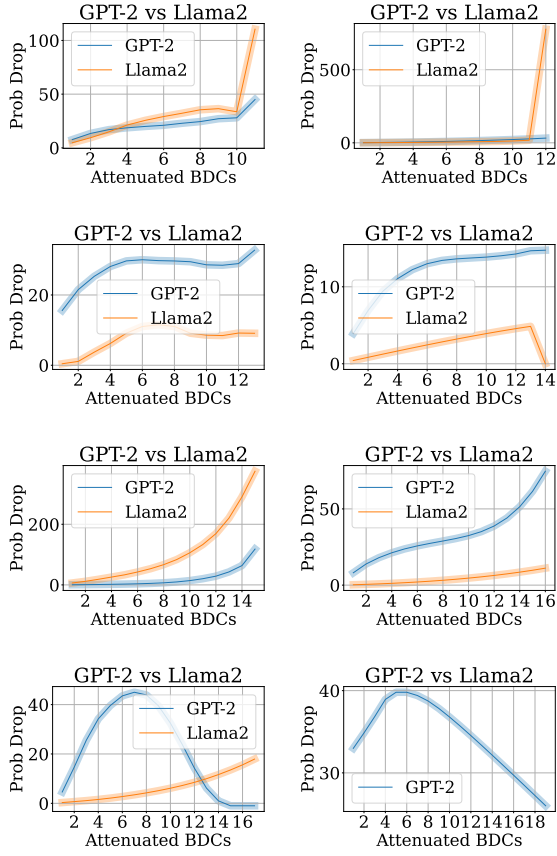 GPT-2 vs Llama2
GPT-2 vs Llama2
Prob Drop
100
50
0
GPT-2
Llama2
2 4 6 8 10
Attenuated BDCs
Prob Drop
500
0
GPT-2
Llama2
2 4 6 8 10 12
Attenuated BDCs
GPT-2 vs Llama2
GPT-2 vs Llama2
Prob Drop
20
0
GPT-2
Llama2
2 4 6 8 10 12
Attenuated BDCs
Prob Drop
10
0
GPT-2
Llama2
2 4 6 8 10 12 14
Attenuated BDCs
GPT-2 vs Llama2
GPT-2 vs Llama2
Prob Drop
200
0
GPT-2
Llama2
2 4 6 8 10 12 14
Attenuated BDCs
Prob Drop
50
0
GPT-2
Llama2
2 4 6 8 10 12 14 16
Attenuated BDCs
GPT-2 vs Llama2
GPT-2 vs Llama2
Prob Drop
40
20
0
GPT-2
Llama2
2 4 6 8 10 12 14 16
Attenuated BDCs
Prob Drop
40
30
GPT-2
2 4 6 8 10 12 14 16 18
Attenuated BDCs